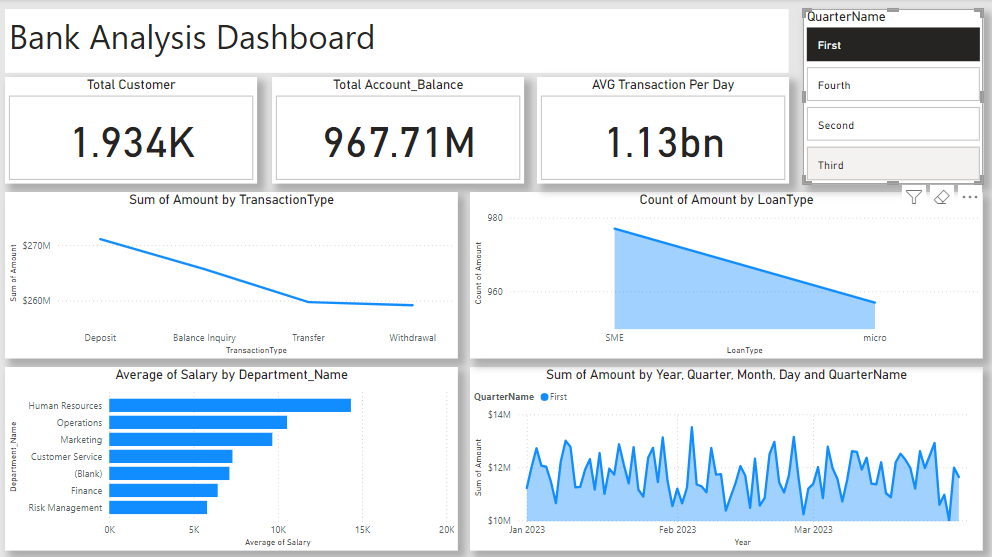 Bank Analysis Dashboard
QuarterName
First
Fourth
Second
Third
Total Customer
1.934K
Total Account_Balance
967.71M
AVG Transaction Per Day
1.13bn
Sum of Amount by TransactionType
Sum of Amount
$270M
$260M
Deposit
Balance Inquiry
Transfer
Withdrawal
TransactionType
Count of Amount by LoanType
Count of Amount
980
960
SME
micro
LoanType
Average of Salary by Department_Name
Department_Name
Human Resources
Operations
Marketing
Customer Service
(Blank)
Finance
Risk Management
0K
5K
10K
15K
20K
Average of Salary
Sum of Amount by Year, Quarter, Month, Day and QuarterName
QuarterName
First
Sum of Amount
$14M
$12M
$10M
Jan 2023
Feb 2023
Mar 2023
Year